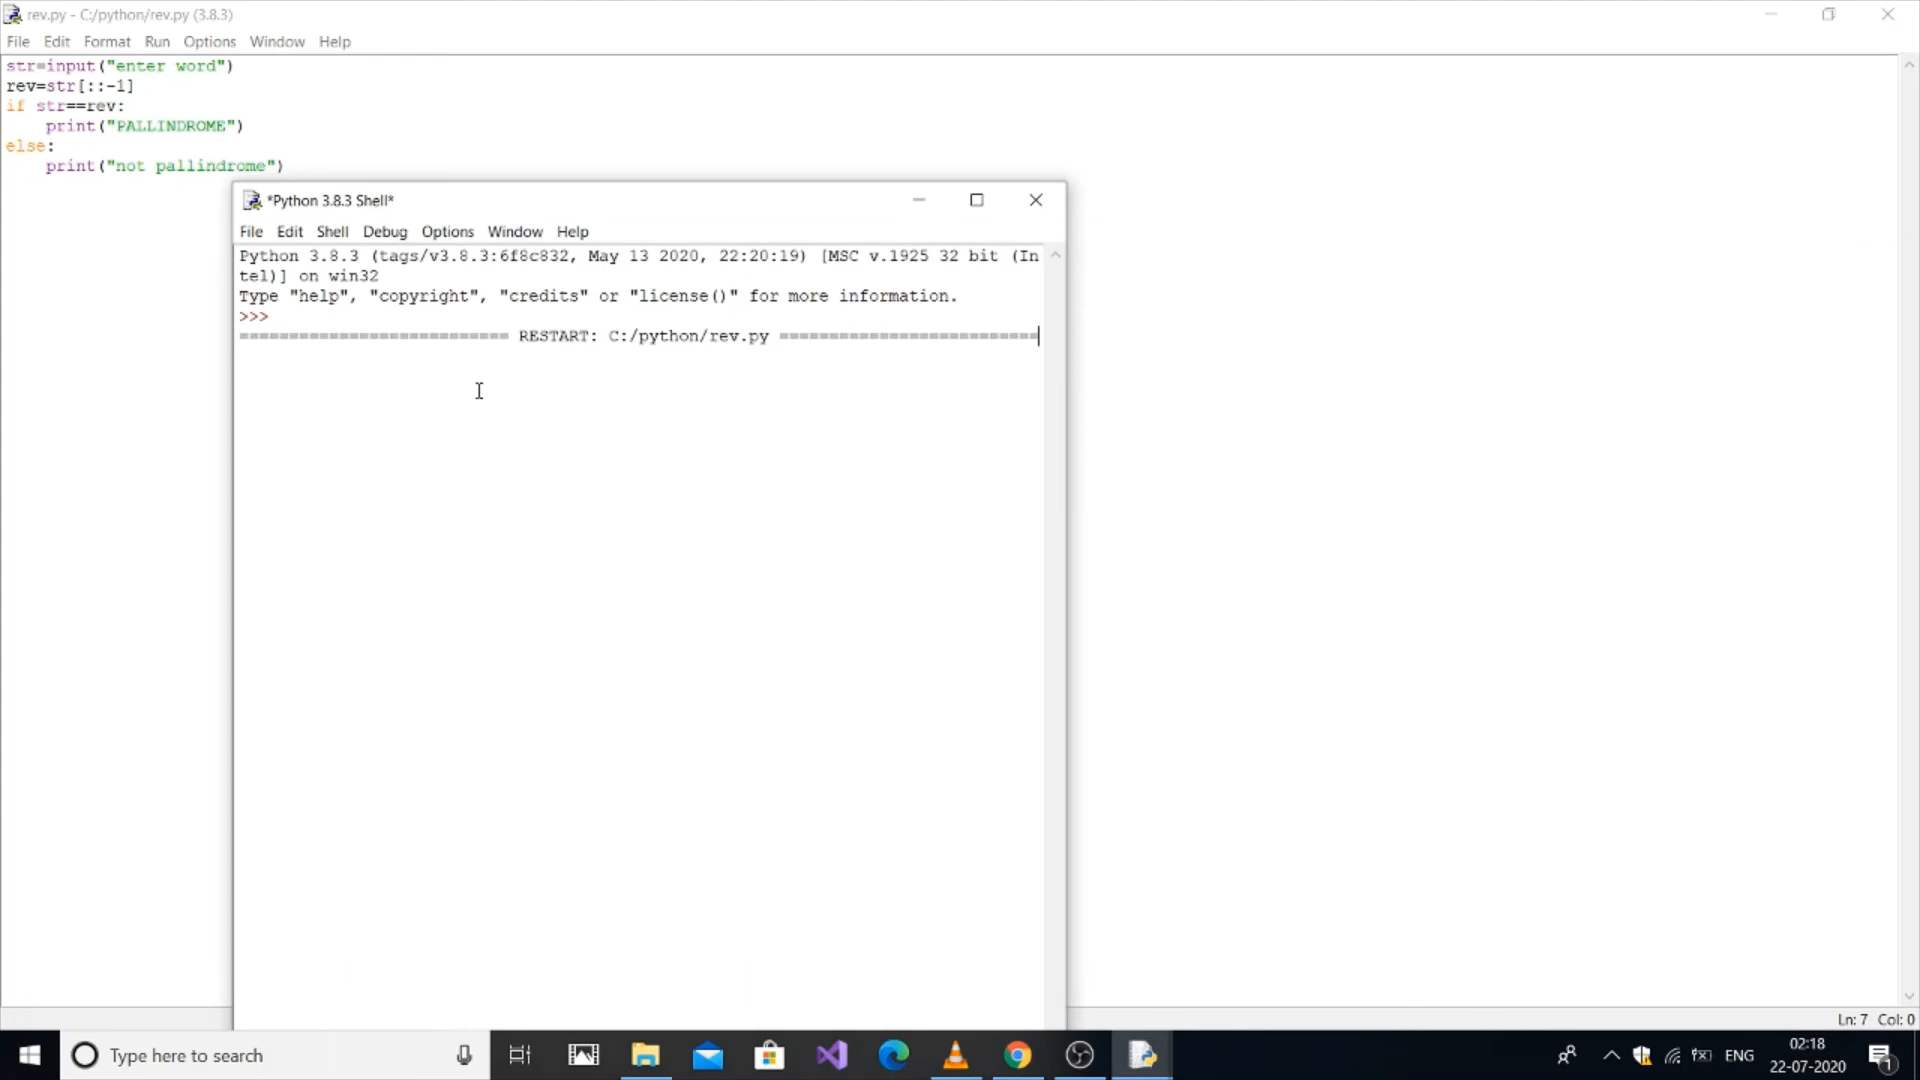 rev.py - C:/python/rev.py (3.8.3)
File Edit Format Run Options Window Help
str=input("enter word")
rev=str[::-1]
if str==rev:
    print("PALLINDROME")
else:
    print("not pallindrome")
*Python 3.8.3 Shell*
File Edit Shell Debug Options Window Help
Python 3.8.3 (tags/v3.8.3:6f8c832, May 13 2020, 22:20:19) [MSC v.1925 32 bit (In
tel)] on win32
Type "help", "copyright", "credits" or "license()" for more information.
>>>
=========================== RESTART: C:/python/rev.py ==========================
Ln: 7 Col: 0
Type here to search
ENG
02:18
22-07-2020
1